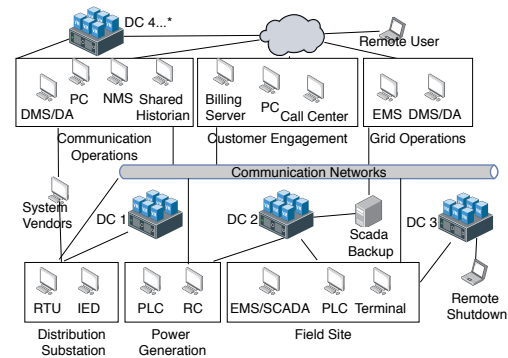 DC 4...*
Remote User
DMS/DA
PC
NMS
Shared
Historian
Billing
Server
PC
Call Center
EMS
DMS/DA
Communication
Operations
Customer Engagement
Grid Operations
Communication Networks
System
Vendors
DC 1
DC 2
Scada
Backup
DC 3
RTU
IED
PLC
RC
EMS/SCADA
PLC
Terminal
Remote
Shutdown
Distribution
Substation
Power
Generation
Field Site